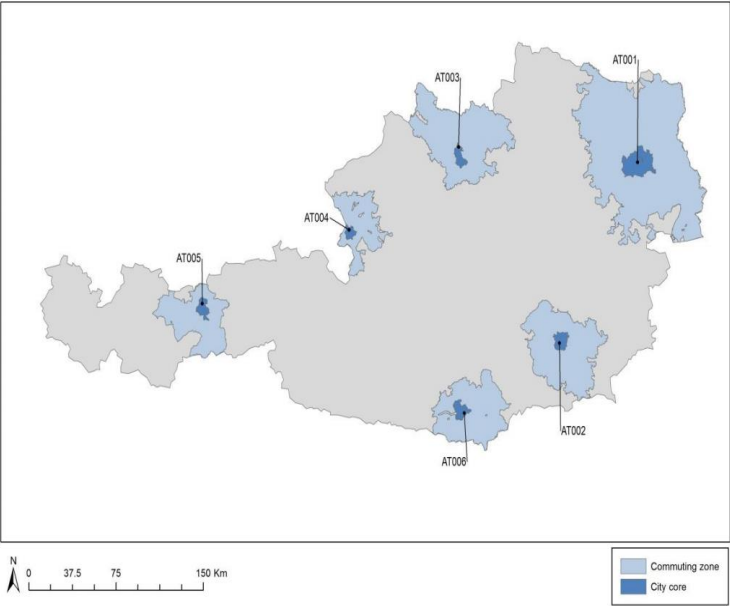 AT001
AT003
AT004
AT005
AT002
AT006
N
0 37.5 75 150 Km
Commuting zone
City core